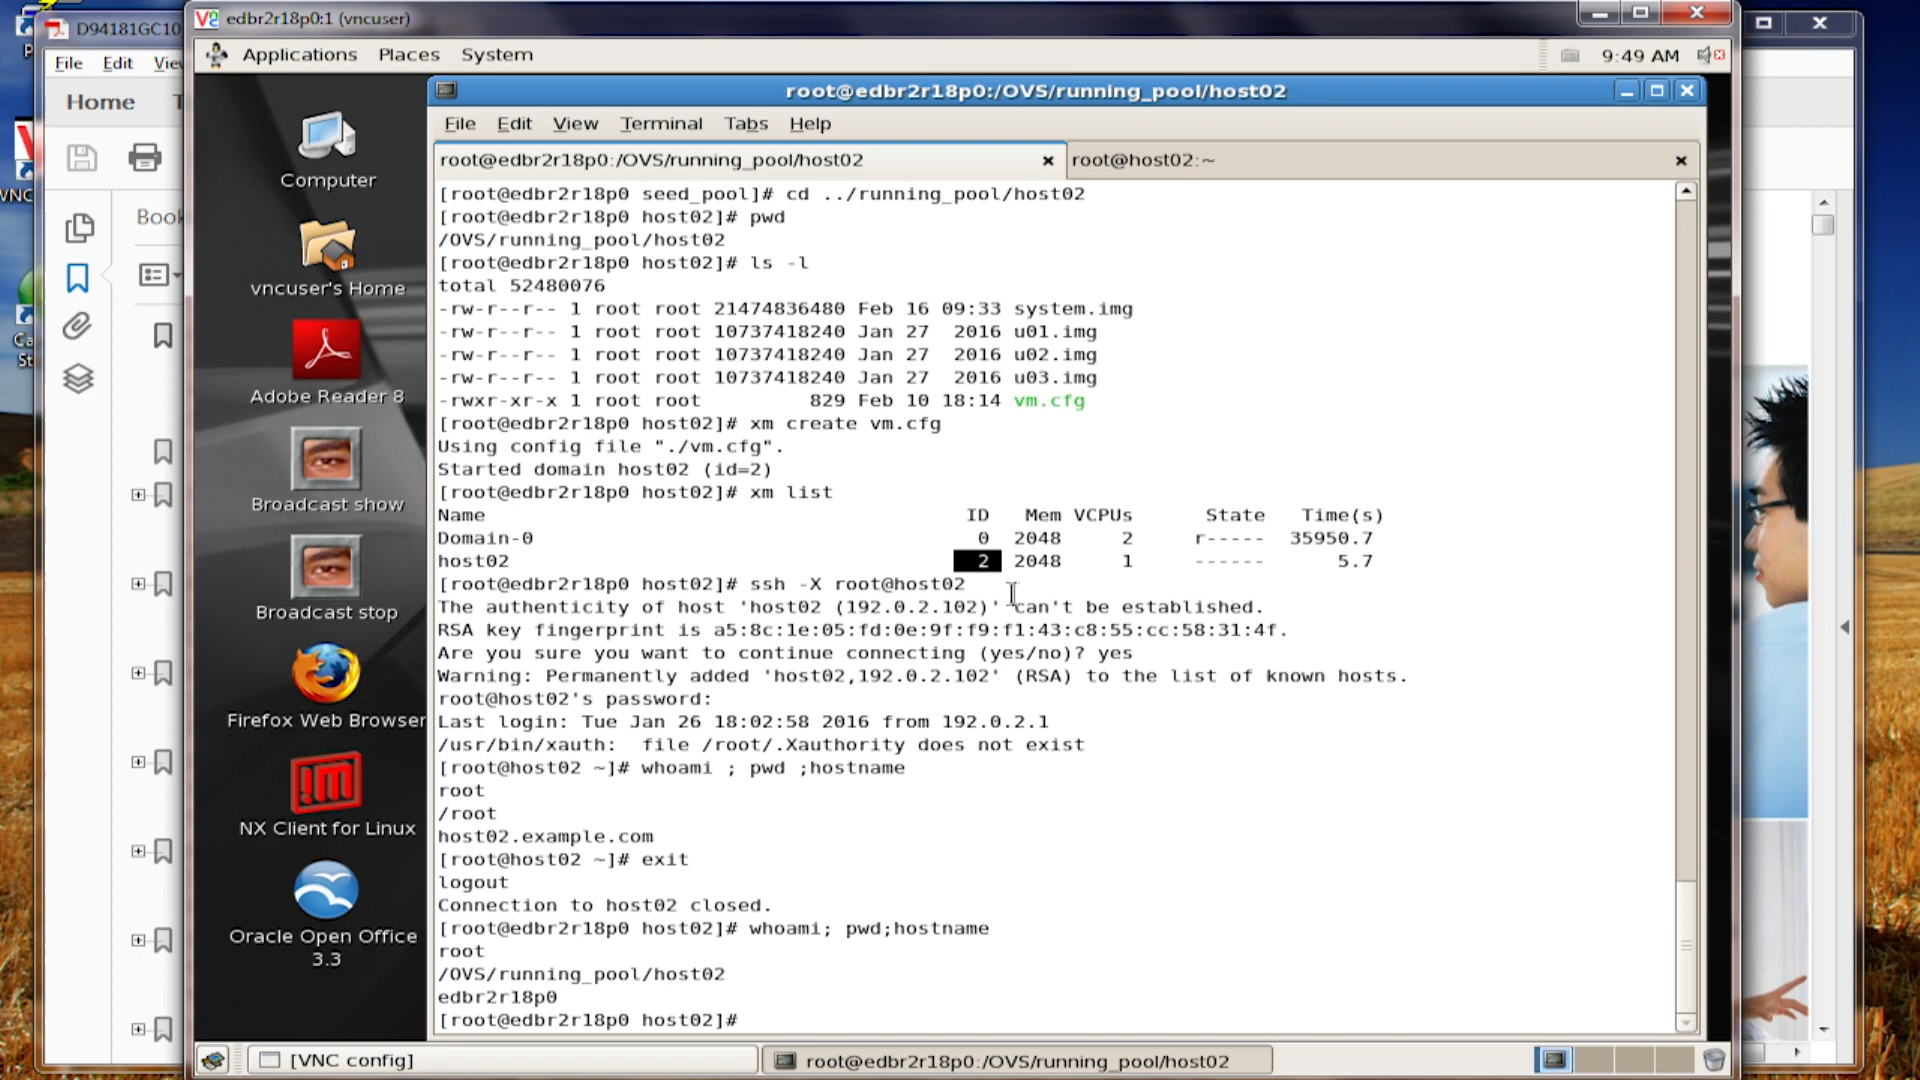 edbr2r18p0:1 (vncuser)
D94181GC10
File Edit View
Home
Book
VNC
Applications Places System
9:49 AM
root@edbr2r18p0:/OVS/running_pool/host02
File Edit View Terminal Tabs Help
root@edbr2r18p0:/OVS/running_pool/host02
root@host02:~
Computer
vncuser's Home
Adobe Reader 8
Broadcast show
Broadcast stop
Firefox Web Browser
NX Client for Linux
Oracle Open Office
3.3
[root@edbr2r18p0 seed_pool]# cd ../running_pool/host02
[root@edbr2r18p0 host02]# pwd
/OVS/running_pool/host02
[root@edbr2r18p0 host02]# ls -l
total 52480076
-rw-r--r-- 1 root root 21474836480 Feb 16 09:33 system.img
-rw-r--r-- 1 root root 10737418240 Jan 27  2016 u01.img
-rw-r--r-- 1 root root 10737418240 Jan 27  2016 u02.img
-rw-r--r-- 1 root root 10737418240 Jan 27  2016 u03.img
-rwxr-xr-x 1 root root         829 Feb 10 18:14 vm.cfg
[root@edbr2r18p0 host02]# xm create vm.cfg
Using config file "./vm.cfg".
Started domain host02 (id=2)
[root@edbr2r18p0 host02]# xm list
Name                                        ID   Mem VCPUs      State   Time(s)
Domain-0                                     0  2048     2     r-----  35950.7
host02                                       2  2048     1     ------      5.7
[root@edbr2r18p0 host02]# ssh -X root@host02
The authenticity of host 'host02 (192.0.2.102)' can't be established.
RSA key fingerprint is a5:8c:1e:05:fd:0e:9f:f9:f1:43:c8:55:cc:58:31:4f.
Are you sure you want to continue connecting (yes/no)? yes
Warning: Permanently added 'host02,192.0.2.102' (RSA) to the list of known hosts.
root@host02's password:
Last login: Tue Jan 26 18:02:58 2016 from 192.0.2.1
/usr/bin/xauth:  file /root/.Xauthority does not exist
[root@host02 ~]# whoami ; pwd ;hostname
root
/root
host02.example.com
[root@host02 ~]# exit
logout
Connection to host02 closed.
[root@edbr2r18p0 host02]# whoami; pwd;hostname
root
/OVS/running_pool/host02
edbr2r18p0
[root@edbr2r18p0 host02]#
[VNC config]
root@edbr2r18p0:/OVS/running_pool/host02